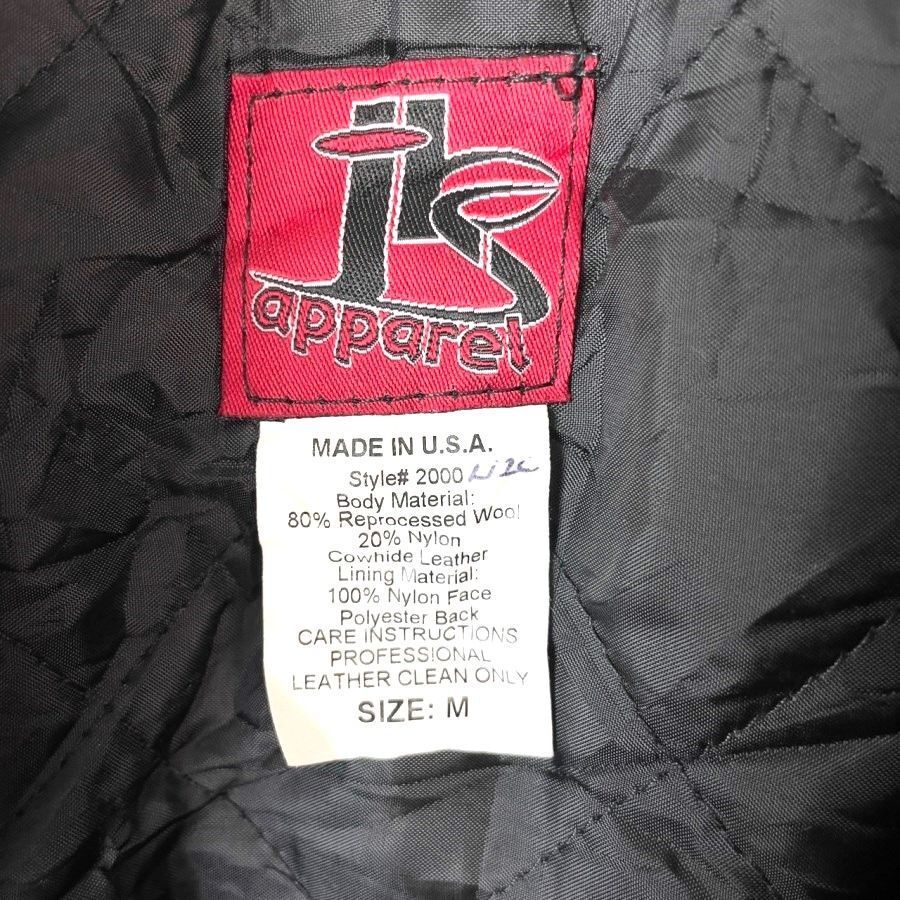 apparel
MADE IN U.S.A.
Style# 2000
Body Material:
80% Reprocessed Wool
20% Nylon
Cowhide Leather
Lining Material:
100% Nylon Face
Polyester Back
CARE INSTRUCTIONS
PROFESSIONAL
LEATHER CLEAN ONLY
SIZE: M